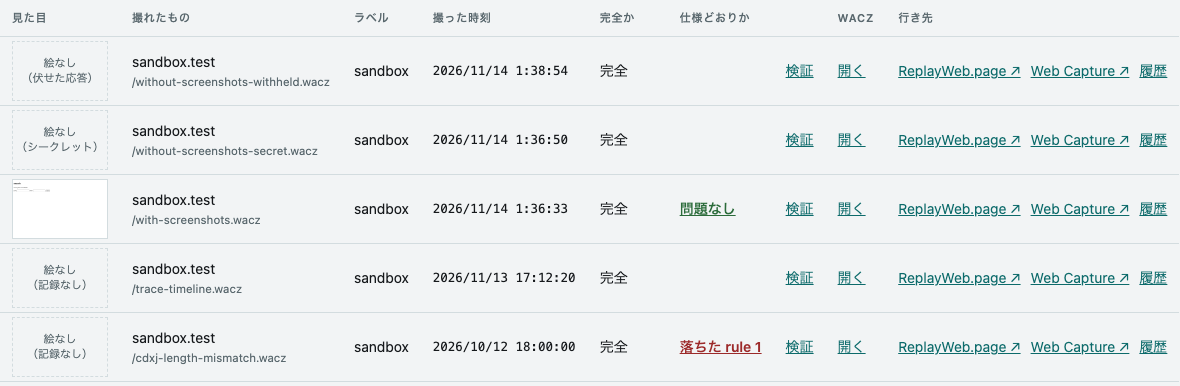 見た目 撮れたもの ラベル 撮った時刻 完全か 仕様どおりか WACZ 行き先
絵なし
（伏せた応答）
sandbox.test
/without-screenshots-withheld.wacz
sandbox 2026/11/14 1:38:54 完全 検証 開く ReplayWeb.page ↗ Web Capture ↗ 履歴
絵なし
（シークレット）
sandbox.test
/without-screenshots-secret.wacz
sandbox 2026/11/14 1:36:50 完全 検証 開く ReplayWeb.page ↗ Web Capture ↗ 履歴
sandbox.test
/with-screenshots.wacz
sandbox 2026/11/14 1:36:33 完全 問題なし 検証 開く ReplayWeb.page ↗ Web Capture ↗ 履歴
絵なし
（記録なし）
sandbox.test
/trace-timeline.wacz
sandbox 2026/11/13 17:12:20 完全 検証 開く ReplayWeb.page ↗ Web Capture ↗ 履歴
絵なし
（記録なし）
sandbox.test
/cdxj-length-mismatch.wacz
sandbox 2026/10/12 18:00:00 完全 落ちた rule 1 検証 開く ReplayWeb.page ↗ Web Capture ↗ 履歴